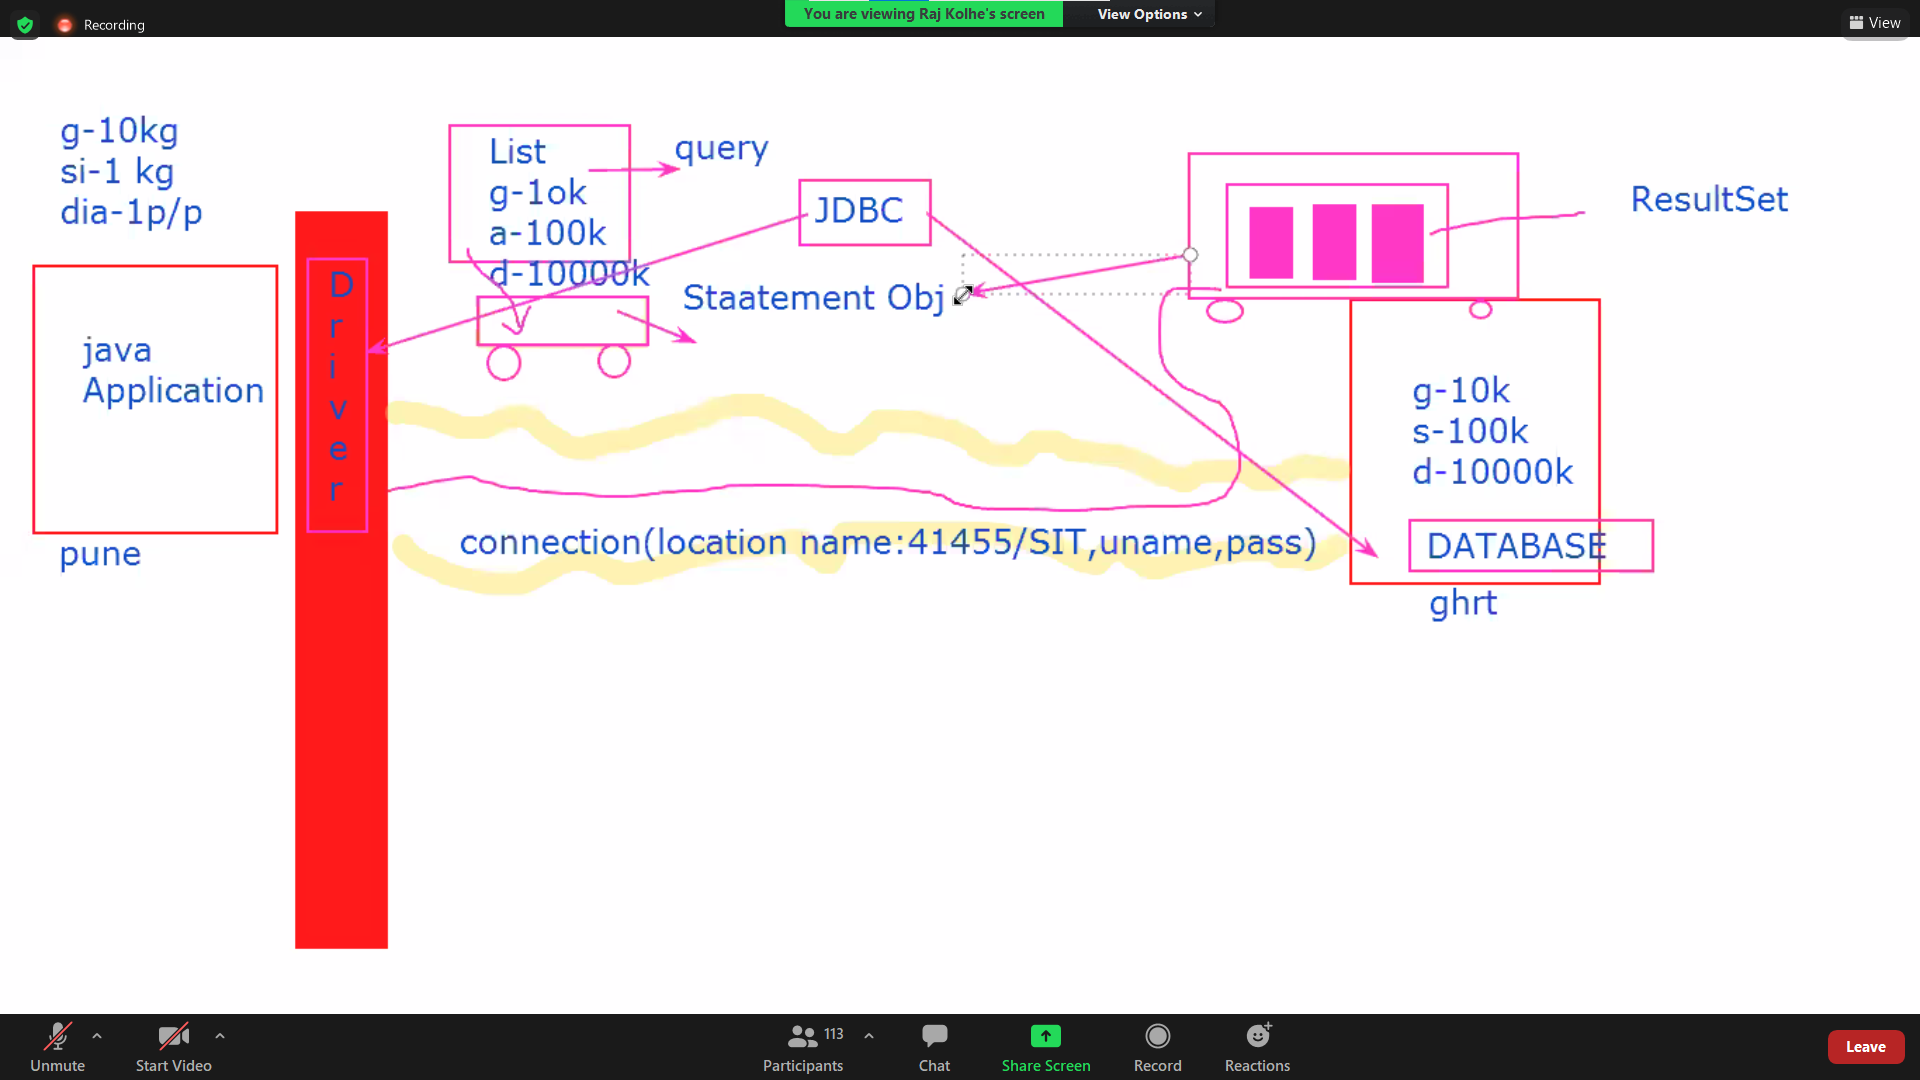 Recording
You are viewing Raj Kolhe's screen
View Options
View
g-10kg
si-1 kg
dia-1p/p
List
g-1ok
a-100k
d-10000k
query
JDBC
ResultSet
Staatement Obj
D
r
i
v
e
r
java
Application
g-10k
s-100k
d-10000k
connection(location name:41455/SIT,uname,pass)
DATABASE
pune
ghrt
Unmute
Start Video
Participants
113
Chat
Share Screen
Record
Reactions
Leave